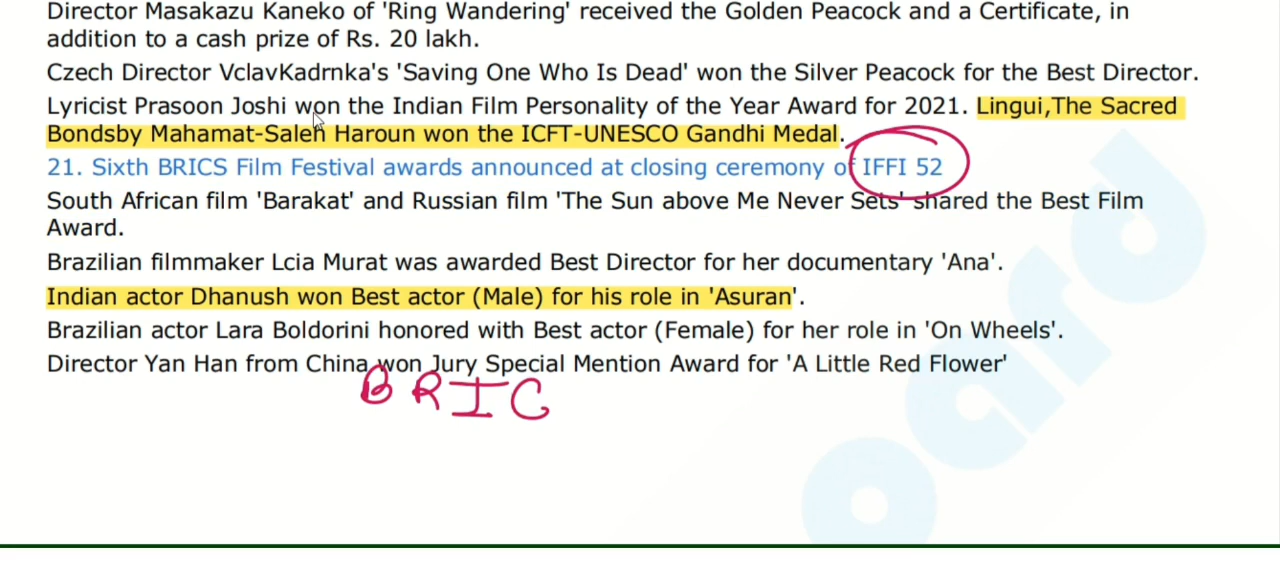 Director Masakazu Kaneko of 'Ring Wandering' received the Golden Peacock and a Certificate, in
addition to a cash prize of Rs. 20 lakh.
Czech Director VclavKadrnka's 'Saving One Who Is Dead' won the Silver Peacock for the Best Director.
Lyricist Prasoon Joshi won the Indian Film Personality of the Year Award for 2021. Lingui,The Sacred
Bondsby Mahamat-Saleh Haroun won the ICFT-UNESCO Gandhi Medal.
21. Sixth BRICS Film Festival awards announced at closing ceremony of IFFI 52
South African film 'Barakat' and Russian film 'The Sun above Me Never Sets' shared the Best Film
Award.
Brazilian filmmaker Lcia Murat was awarded Best Director for her documentary 'Ana'.
Indian actor Dhanush won Best actor (Male) for his role in 'Asuran'.
Brazilian actor Lara Boldorini honored with Best actor (Female) for her role in 'On Wheels'.
Director Yan Han from China won Jury Special Mention Award for 'A Little Red Flower'
BRIC
oard